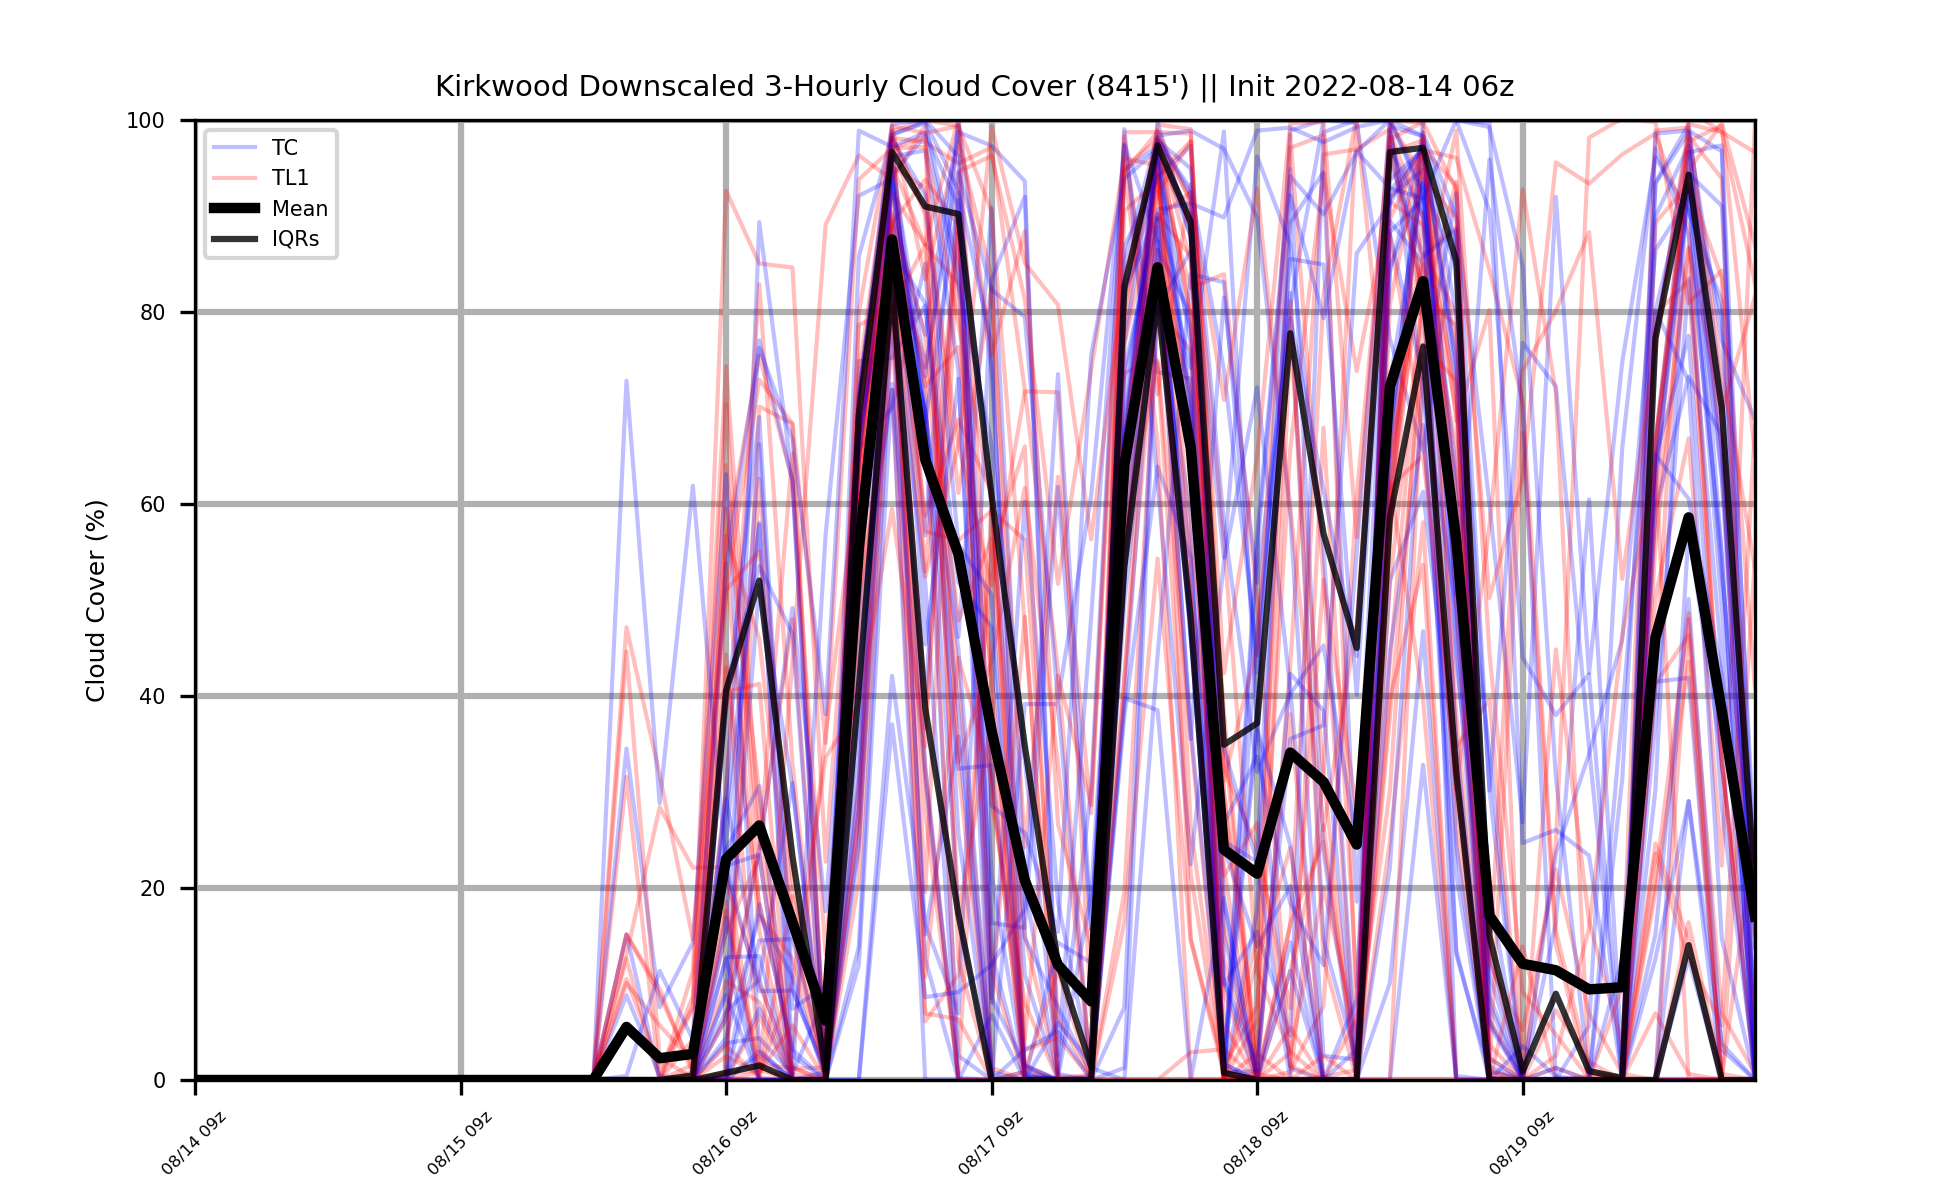 Kirkwood Downscaled 3-Hourly Cloud Cover (8415') || Init 2022-08-14 06z
100
80
60
40
20
0
Cloud Cover (%)
TC
TL1
Mean
IQRs
08/14 09z
08/15 09z
08/16 09z
08/17 09z
08/18 09z
08/19 09z